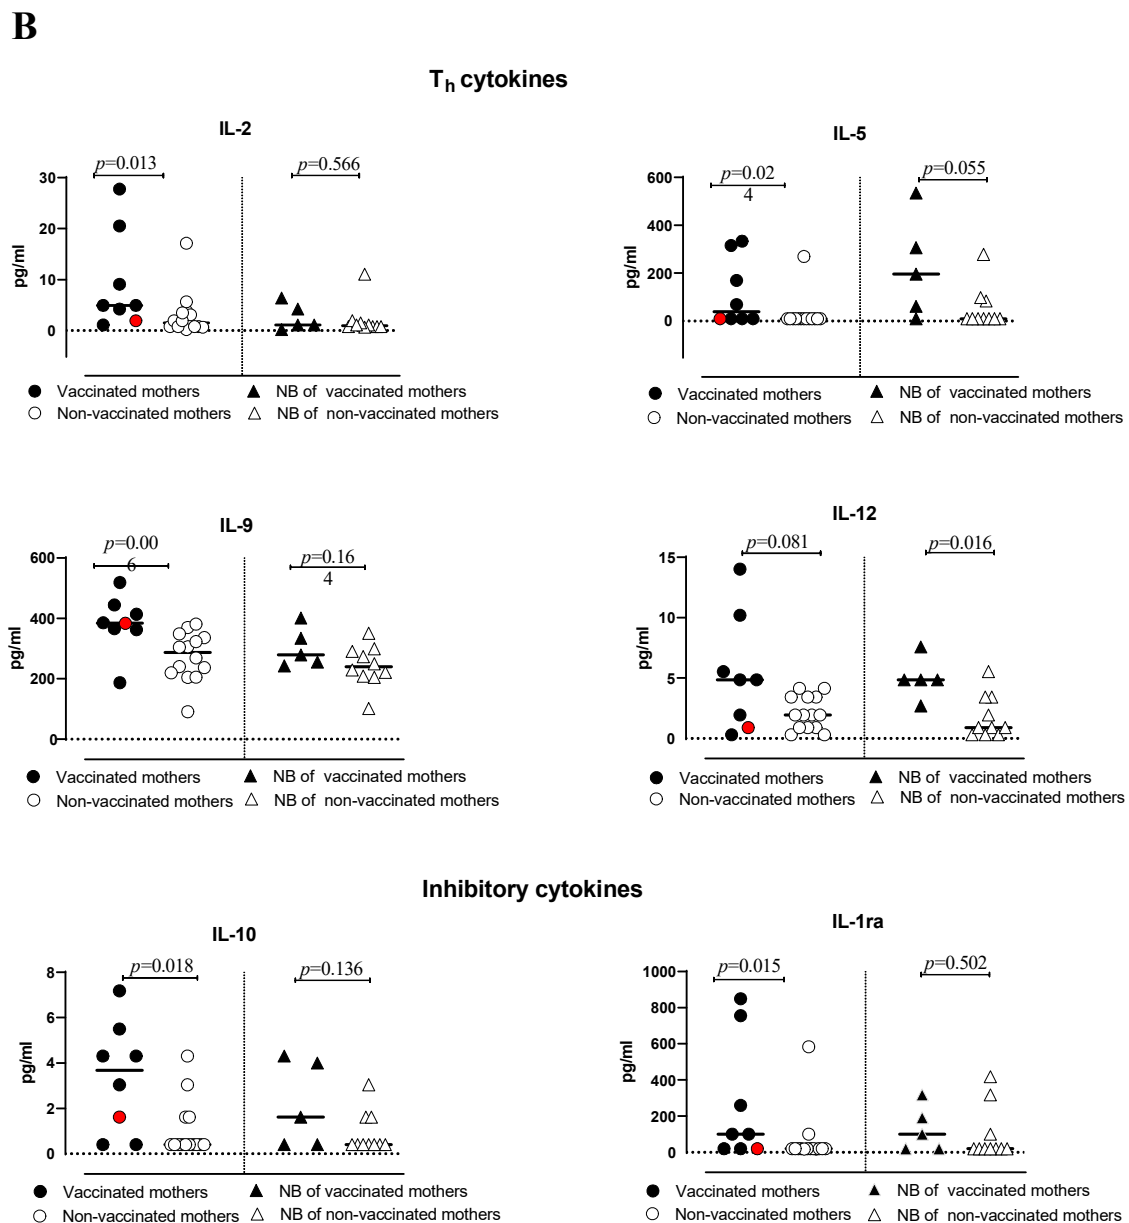 B
Th cytokines
IL-2
p=0.013
p=0.566
30
20
10
0
pg/ml
Vaccinated mothers
NB of vaccinated mothers
Non-vaccinated mothers
NB of non-vaccinated mothers
IL-5
p=0.02
4
p=0.055
600
400
200
0
pg/ml
Vaccinated mothers
NB of vaccinated mothers
Non-vaccinated mothers
NB of non-vaccinated mothers
IL-9
p=0.00
6
p=0.16
4
600
400
200
0
pg/ml
Vaccinated mothers
NB of vaccinated mothers
Non-vaccinated mothers
NB of non-vaccinated mothers
IL-12
p=0.081
p=0.016
15
10
5
0
pg/ml
Vaccinated mothers
NB of vaccinated mothers
Non-vaccinated mothers
NB of non-vaccinated mothers
Inhibitory cytokines
IL-10
p=0.018
p=0.136
8
6
4
2
0
pg/ml
Vaccinated mothers
NB of vaccinated mothers
Non-vaccinated mothers
NB of non-vaccinated mothers
IL-1ra
p=0.015
p=0.502
1000
800
600
400
200
0
pg/ml
Vaccinated mothers
NB of vaccinated mothers
Non-vaccinated mothers
NB of non-vaccinated mothers